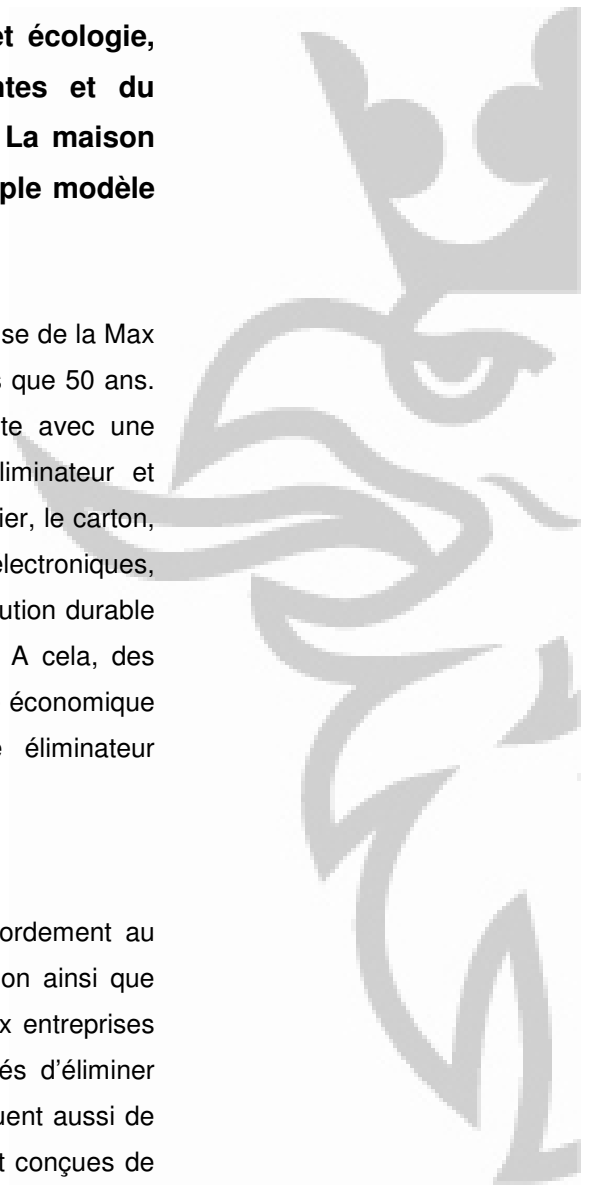 et écologie,
ntes et du
La maison
ple modèle
se de la Max
s que 50 ans.
te avec une
liminateur et
ier, le carton,
électroniques,
ution durable
A cela, des
économique
éliminateur
ordement au
on ainsi que
x entreprises
és d'éliminer
uent aussi de
t conçues de